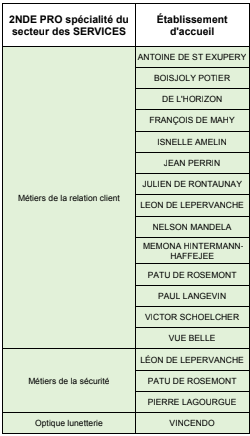 2NDE PRO spécialité du
secteur des SERVICES
Établissement
d'accueil
Métiers de la relation client
ANTOINE DE ST EXUPERY
BOISJOLY POTIER
DE L'HORIZON
FRANÇOIS DE MAHY
ISNELLE AMELIN
JEAN PERRIN
JULIEN DE RONTAUNAY
LEON DE LEPERVANCHE
NELSON MANDELA
MEMONA HINTERMANN-
HAFFEJEE
PATU DE ROSEMONT
PAUL LANGEVIN
VICTOR SCHOELCHER
VUE BELLE
Métiers de la sécurité
LÉON DE LEPERVANCHE
PATU DE ROSEMONT
PIERRE LAGOURGUE
Optique lunetterie
VINCENDO